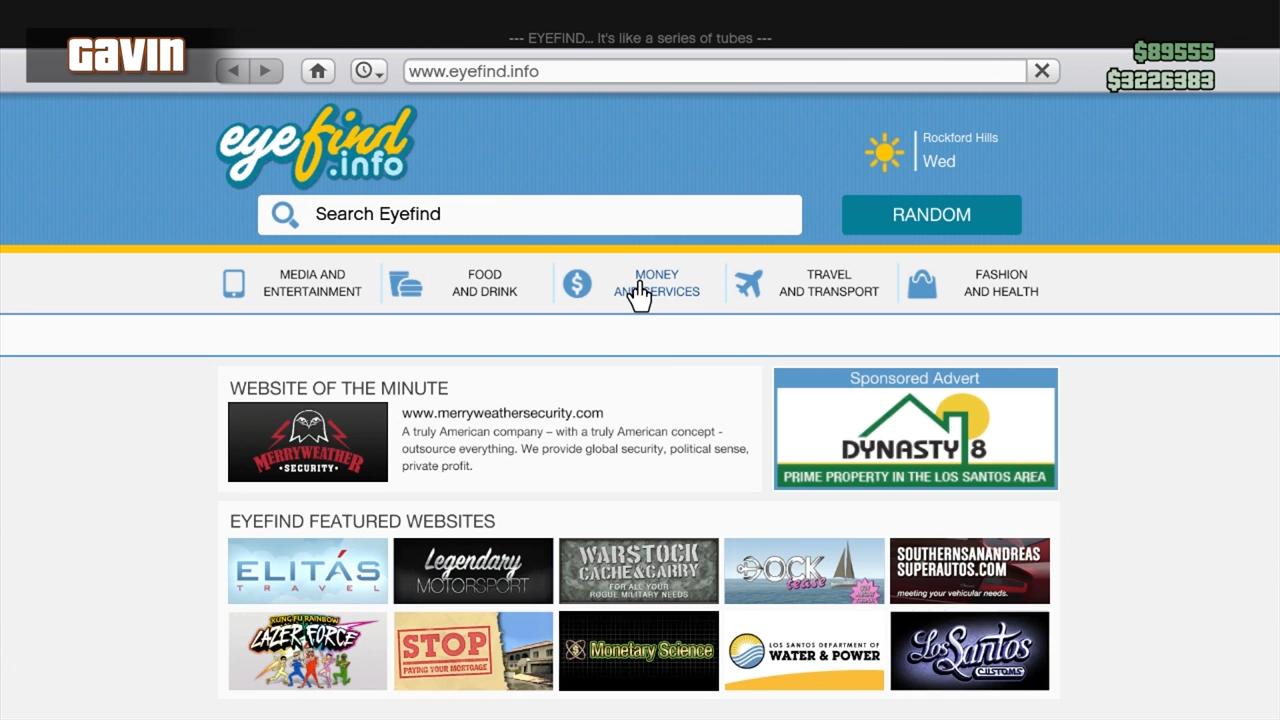 --- EYEFIND... It's like a series of tubes ---
GAVIN
$89555
www.eyefind.info
$3226383
eyefind
.info
Rockford Hills
Wed
Search Eyefind
RANDOM
MEDIA AND
ENTERTAINMENT
FOOD
AND DRINK
MONEY
AND SERVICES
TRAVEL
AND TRANSPORT
FASHION
AND HEALTH
WEBSITE OF THE MINUTE
MERRYWEATHER
·SECURITY·
www.merryweathersecurity.com
A truly American company – with a truly American concept -
outsource everything. We provide global security, political sense,
private profit.
Sponsored Advert
DYNASTY 8
PRIME PROPERTY IN THE LOS SANTOS AREA
EYEFIND FEATURED WEBSITES
ELITÁS
TRAVEL
Legendary
MOTORSPORT
WARSTOCK
CACHE & CARRY
FOR ALL YOUR
ROGUE MILITARY NEEDS
DOCK
tease
SOUTHERNSANANDREAS
SUPERAUTOS.COM
meeting your vehicular needs.
KUNG FU RAINBOW
LAZER FORCE
STOP
PAYING YOUR MORTGAGE
Monetary Science
LOS SANTOS DEPARTMENT OF
WATER & POWER
Los Santos
CUSTOMS